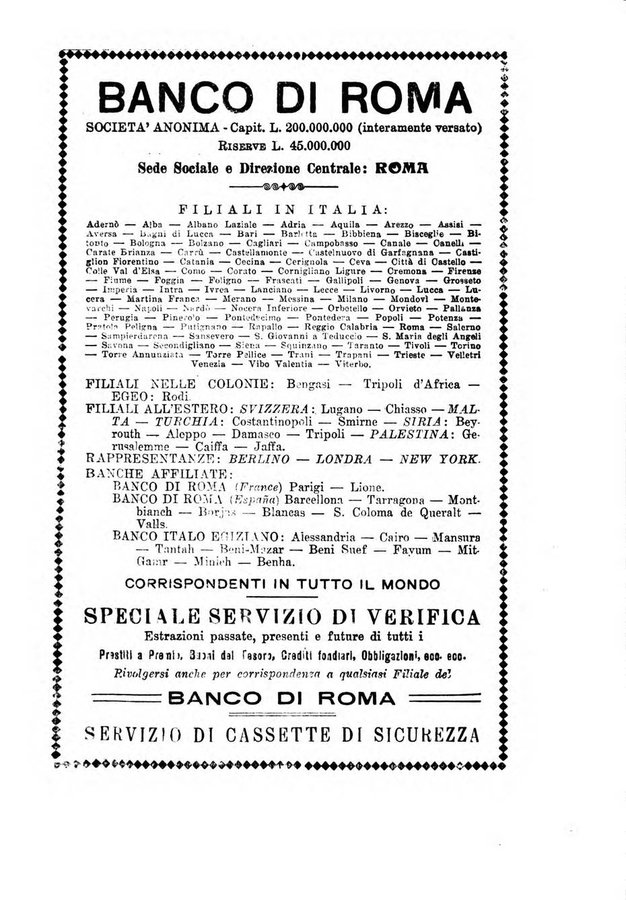 BANCO DI ROMA
SOCIETA' ANONIMA - Capit. L. 200.000.000 (interamente versato)
RISERVE L. 45.000.000
Sede Sociale e Direzione Centrale: ROMA
FILIALI IN ITALIA:
Adernò — Alba — Albano Laziale — Adria — Aquila — Arezzo — Assisi —
Aversa — Bagni di Lucca — Bari — Barletta — Bibbiena — Bisceglie — Bi-
tonto — Bologna — Bolzano — Cagliari — Campobasso — Canale — Canelli —
Carate Brianza — Carrù — Castellamonte — Castelnuovo di Garfagnana — Casti-
glion Fiorentino — Catania — Cecina — Cerignola — Ceva — Città di Castello —
Colle Val d'Elsa — Como — Corato — Cornigliano Ligure — Cremona — Firenze
— Fiume — Foggia — Foligno — Frascati — Gallipoli — Genova — Grosseto
— Imperia — Intra — Ivrea — Lanciano — Lecce — Livorno — Lucca — Lu-
cera — Martina Franca — Merano — Messina — Milano — Mondovì — Monte-
varchi — Napoli — Nardò — Nocera Inferiore — Orbetello — Orvieto — Pallanza
— Perugia — Pinerolo — Pontedecimo — Pontedera — Popoli — Potenza —
Pratola Peligna — Putignano — Rapallo — Reggio Calabria — Roma — Salerno
— Sampierdarena — Sansevero — S. Giovanni a Teduccio — S. Maria degli Angeli
— Savona — Secondigliano — Siena — Squinzano — Taranto — Tivoli — Torino
— Torre Annunziata — Torre Pellice — Trani — Trapani — Trieste — Velletri
Venezia — Vibo Valentia — Viterbo.
FILIALI NELLE COLONIE: Bengasi — Tripoli d'Africa —
EGEO: Rodi.
FILIALI ALL'ESTERO: SVIZZERA: Lugano — Chiasso — MAL-
TA — TURCHIA: Costantinopoli — Smirne — SIRIA: Bey-
routh — Aleppo — Damasco — Tripoli — PALESTINA: Ge-
rusalemme — Caiffa — Jaffa.
RAPPRESENTANZE: BERLINO — LONDRA — NEW YORK.
BANCHE AFFILIATE:
BANCO DI ROMA (France) Parigi — Lione.
BANCO DI ROMA (España) Barcellona — Tarragona — Mont-
bianch — Borjas — Blancas — S. Coloma de Queralt —
Valls.
BANCO ITALO EGIZIANO: Alessandria — Cairo — Mansura
— Tantah — Beni-Mazar — Beni Suef — Fayum — Mit-
Gamr — Minieh — Benha.
CORRISPONDENTI IN TUTTO IL MONDO
SPECIALE SERVIZIO DI VERIFICA
Estrazioni passate, presenti e future di tutti i
Prestiti a Premio, Buoni del Tesoro, Crediti fondiari, Obbligazioni, ecc. ecc.
Rivolgersi anche per corrispondenza a qualsiasi Filiale del
BANCO DI ROMA
SERVIZIO DI CASSETTE DI SICUREZZA